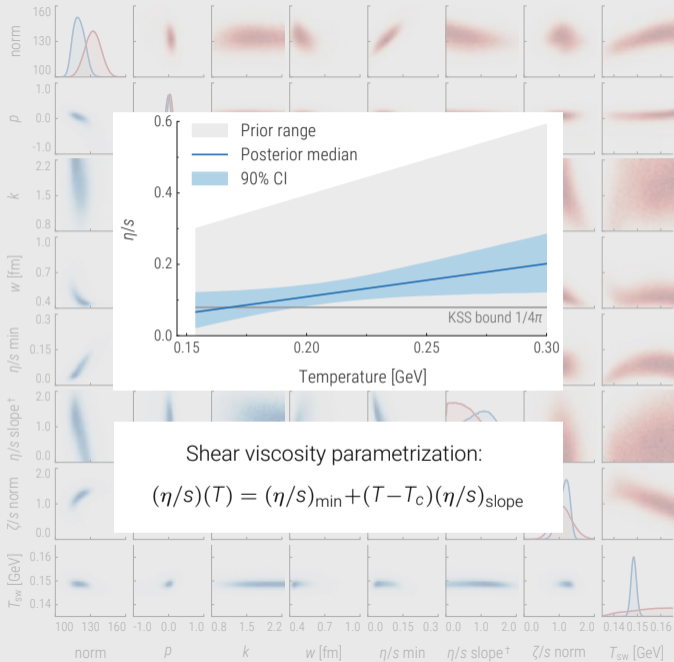 norm
160
130
100
p
1.0
0.0
-1.0
k
2.2
1.5
0.8
w [fm]
1.0
0.7
0.4
η/s min
0.3
0.15
0.0
η/s slope†
2.0
1.0
0.0
ζ/s norm
2.0
1.0
0.0
Tsw [GeV]
0.16
0.15
0.14
η/s
0.6
0.4
0.2
0.0
Prior range
Posterior median
90% CI
KSS bound 1/4π
0.15 0.20 0.25 0.30
Temperature [GeV]
Shear viscosity parametrization:
(η/s)(T) = (η/s)min+(T−Tc)(η/s)slope
100 130 160 -1.0 0.0 1.0 0.8 1.5 2.2 0.4 0.7 1.0 0.0 0.15 0.3 0.0 1.0 2.0 0.0 1.0 2.0 0.14 0.15 0.16
norm p k w [fm] η/s min η/s slope† ζ/s norm Tsw [GeV]